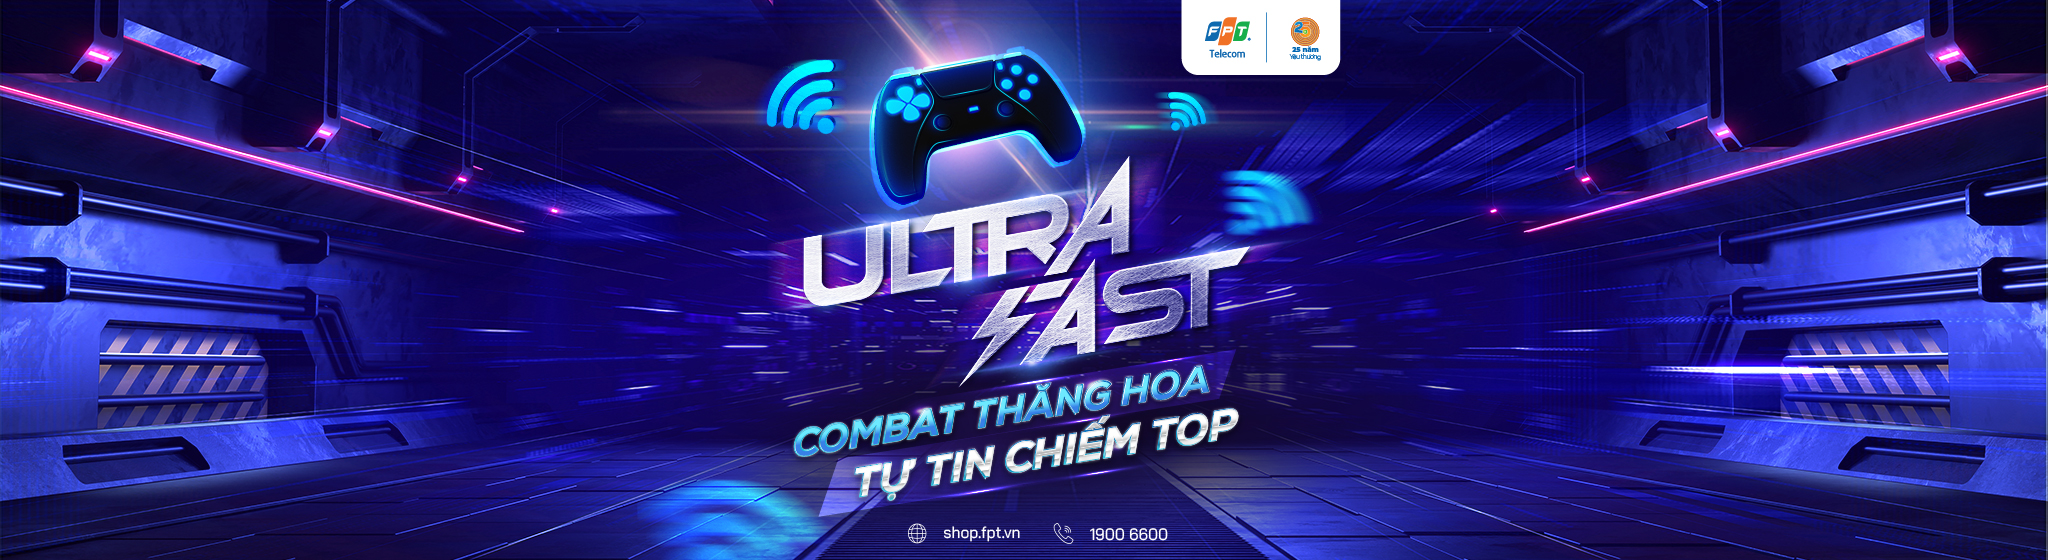 FPT
Telecom
25
25 năm
Yêu thương
ULTRA
FAST
COMBAT THĂNG HOA
TỰ TIN CHIẾM TOP
shop.fpt.vn
1900 6600